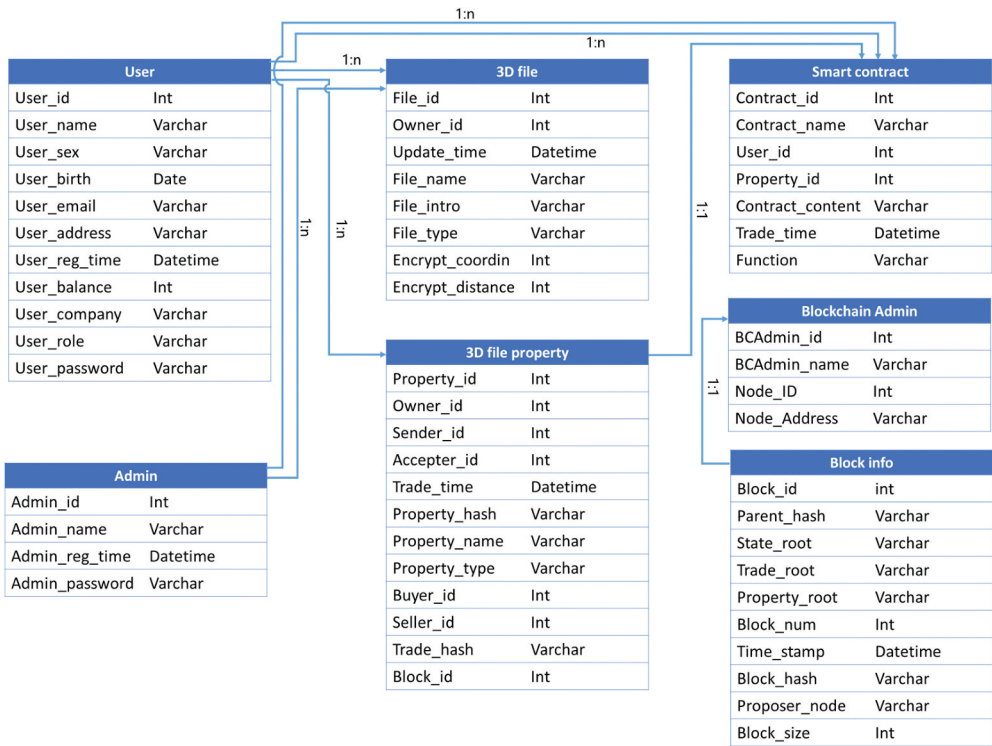 1:n
1:n
1:n
User
User_id Int
User_name Varchar
User_sex Varchar
User_birth Date
User_email Varchar
User_address Varchar
User_reg_time Datetime
User_balance Int
User_company Varchar
User_role Varchar
User_password Varchar
3D file
File_id Int
Owner_id Int
Update_time Datetime
File_name Varchar
File_intro Varchar
File_type Varchar
Encrypt_coordin Int
Encrypt_distance Int
Smart contract
Contract_id Int
Contract_name Varchar
User_id Int
Property_id Int
Contract_content Varchar
Trade_time Datetime
Function Varchar
1:n
1:n
1:1
Admin
Admin_id Int
Admin_name Varchar
Admin_reg_time Datetime
Admin_password Varchar
3D file property
Property_id Int
Owner_id Int
Sender_id Int
Accepter_id Int
Trade_time Datetime
Property_hash Varchar
Property_name Varchar
Property_type Varchar
Buyer_id Int
Seller_id Int
Trade_hash Varchar
Block_id Int
Blockchain Admin
BCAdmin_id Int
BCAdmin_name Varchar
Node_ID Int
Node_Address Varchar
1:1
Block info
Block_id int
Parent_hash Varchar
State_root Varchar
Trade_root Varchar
Property_root Varchar
Block_num Int
Time_stamp Datetime
Block_hash Varchar
Proposer_node Varchar
Block_size Int